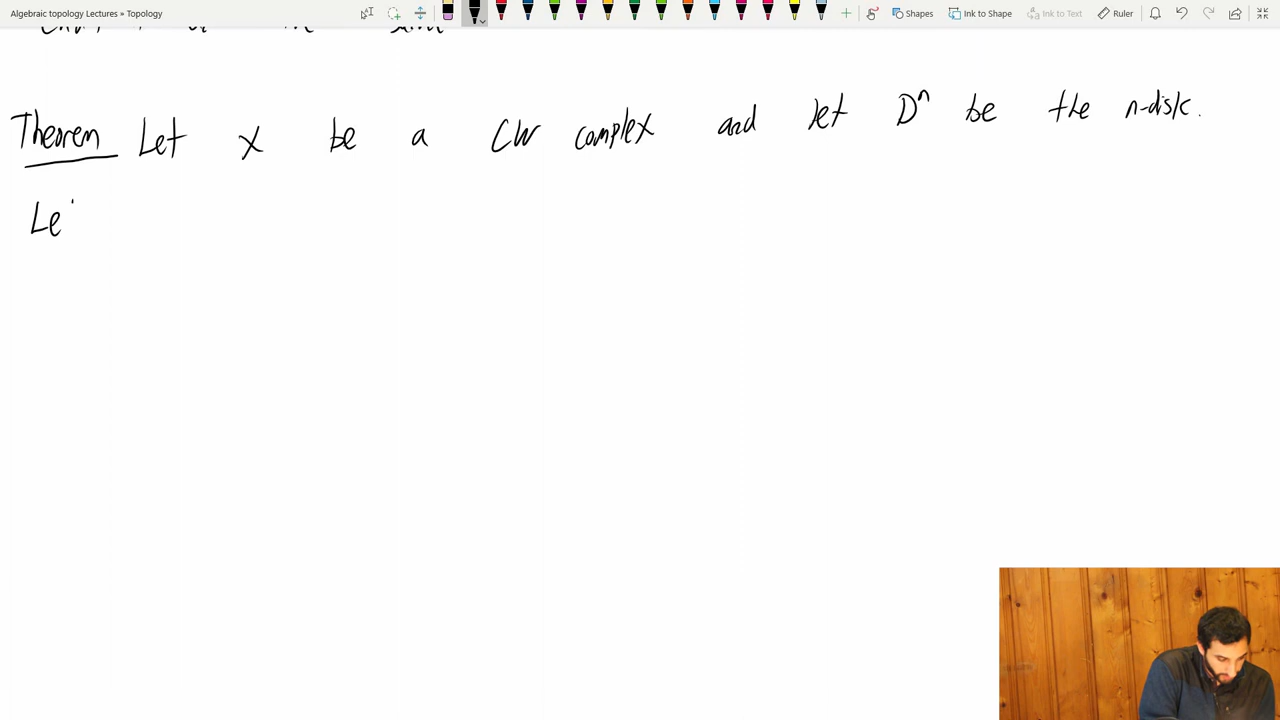 Algebraic topology Lectures » Topology
Shapes
Ink to Shape
Ink to Text
Ruler
Theorem Let X be a CW complex and let Dⁿ be the n-disk.
Le